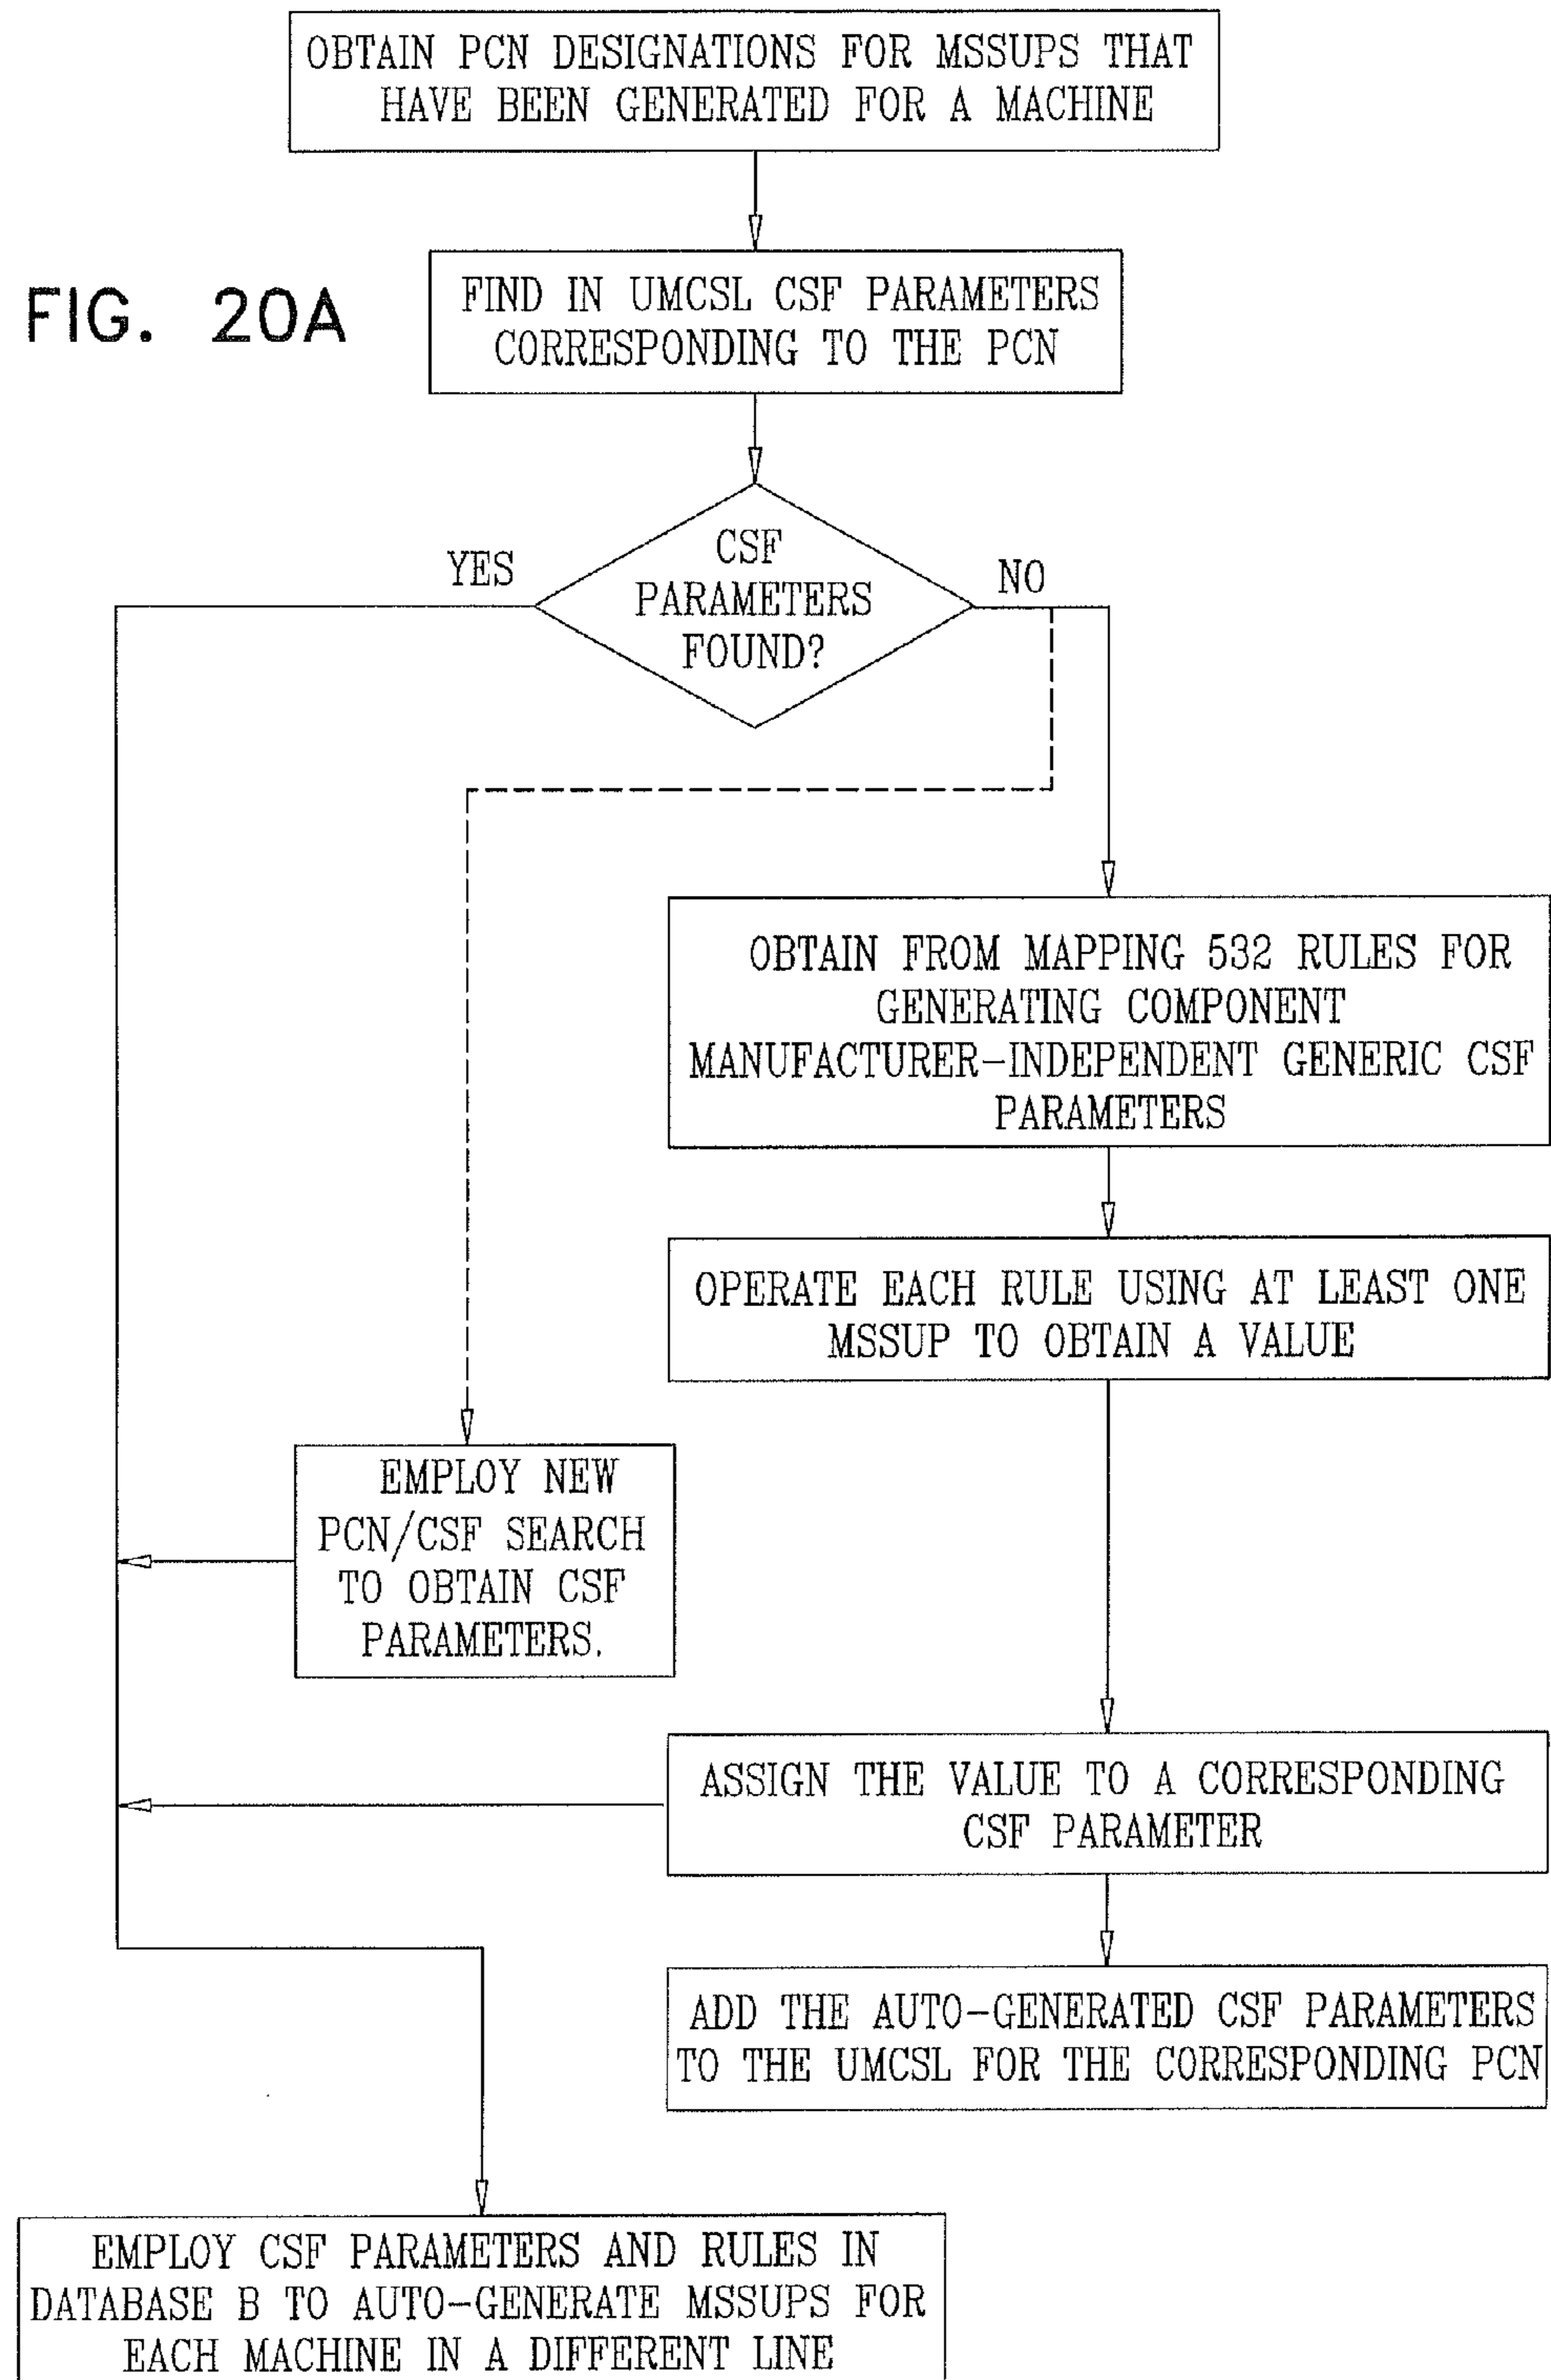 OBTAIN PCN DESIGNATIONS FOR MSSUPS THAT
HAVE BEEN GENERATED FOR A MACHINE
FIG. 20A
FIND IN UMCSL CSF PARAMETERS
CORRESPONDING TO THE PCN
CSF
PARAMETERS
FOUND?
YES
NO
OBTAIN FROM MAPPING 532 RULES FOR
GENERATING COMPONENT
MANUFACTURER-INDEPENDENT GENERIC CSF
PARAMETERS
OPERATE EACH RULE USING AT LEAST ONE
MSSUP TO OBTAIN A VALUE
EMPLOY NEW
PCN/CSF SEARCH
TO OBTAIN CSF
PARAMETERS.
ASSIGN THE VALUE TO A CORRESPONDING
CSF PARAMETER
ADD THE AUTO-GENERATED CSF PARAMETERS
TO THE UMCSL FOR THE CORRESPONDING PCN
EMPLOY CSF PARAMETERS AND RULES IN
DATABASE B TO AUTO-GENERATE MSSUPS FOR
EACH MACHINE IN A DIFFERENT LINE